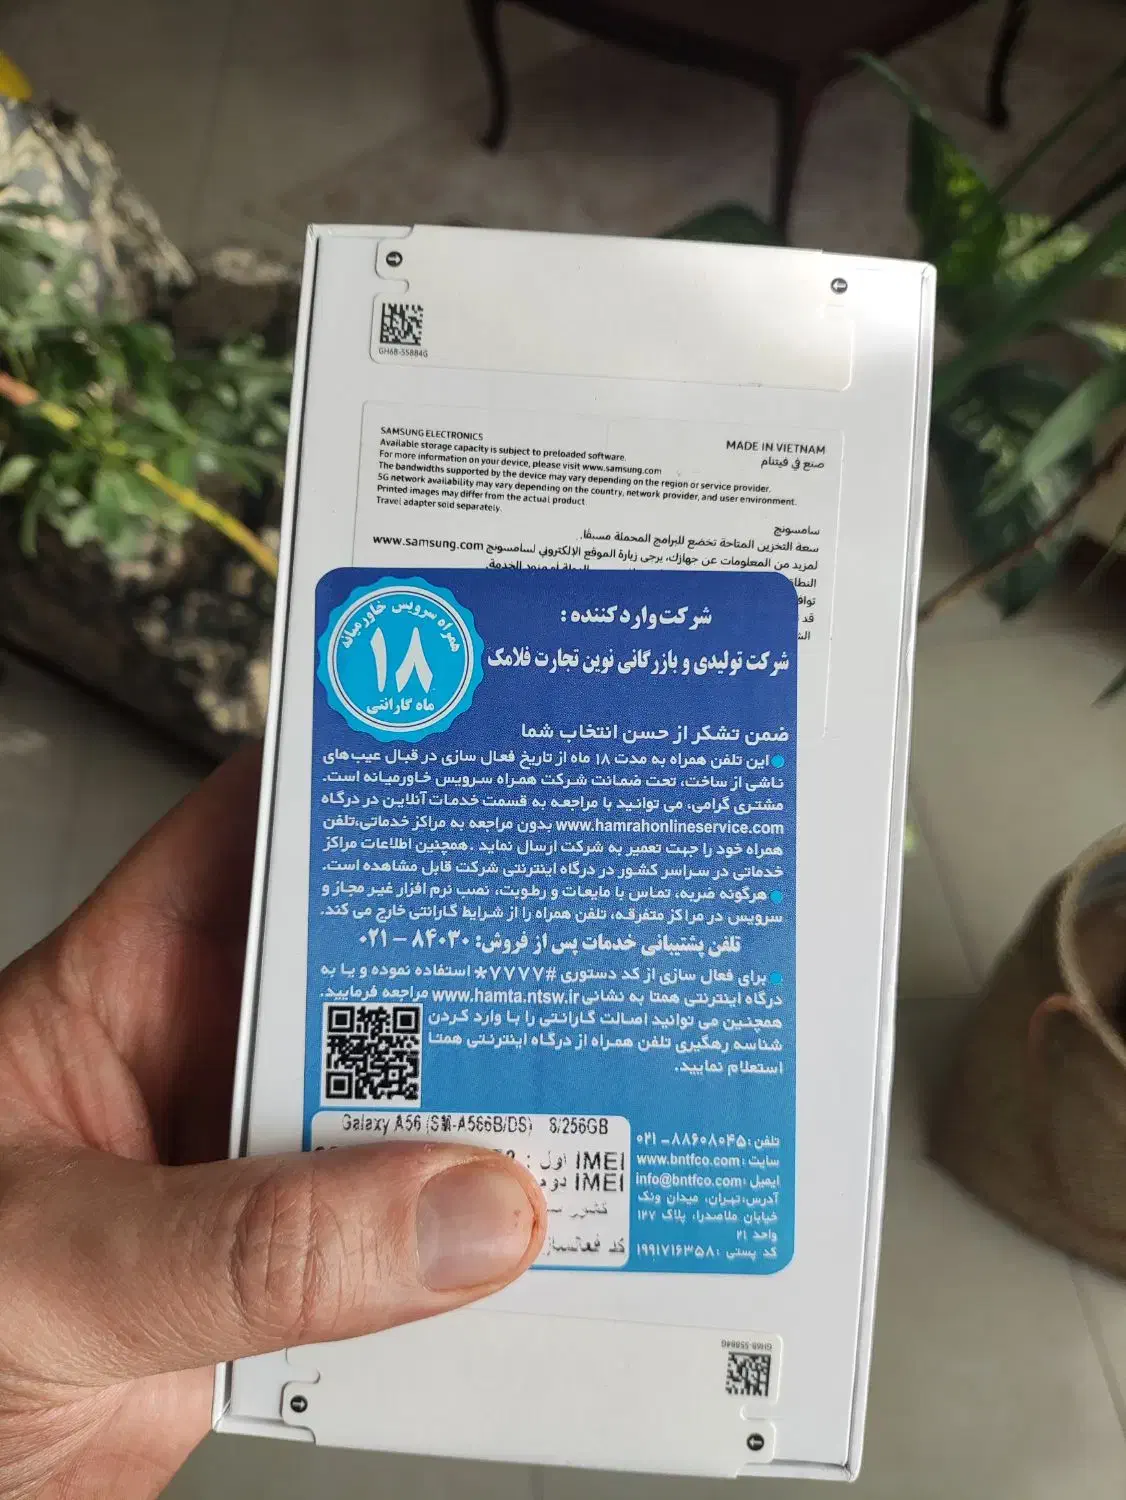 GH68-55884G
SAMSUNG ELECTRONICS
Available storage capacity is subject to preloaded software.
For more information on your device, please visit www.samsung.com
The bandwidths supported by the device may vary depending on the region or service provider.
5G network availability may vary depending on the country, network provider, and user environment.
Printed images may differ from the actual product.
Travel adapter sold separately.
MADE IN VIETNAM
صنع في فيتنام
سامسونج
سعة التخزين المتاحة تخضع للبرامج المحملة مسبقًا.
لمزيد من المعلومات عن جهازك، يرجى زيارة الموقع الإلكتروني لسامسونج www.samsung.com
همراه سرویس خاورمیانه
۱۸
ماه گارانتی
شرکت وارد کننده :
شرکت تولیدی و بازرگانی نوین تجارت فلامک
ضمن تشکر از حسن انتخاب شما
این تلفن همراه به مدت ۱۸ ماه از تاریخ فعال سازی در قبال عیب های
ناشی از ساخت، تحت ضمانت شرکت همراه سرویس خاورمیانه است.
مشتری گرامی، می توانید با مراجعه به قسمت خدمات آنلاین در درگاه
www.hamrahonlineservice.com بدون مراجعه به مراکز خدماتی،تلفن
همراه خود را جهت تعمیر به شرکت ارسال نماید .همچنین اطلاعات مراکز
خدماتی در سراسر کشور در درگاه اینترنتی شرکت قابل مشاهده است.
هرگونه ضربه، تماس با مایعات و رطوبت، نصب نرم افزار غیر مجاز و
سرویس در مراکز متفرقه، تلفن همراه را از شرایط گارانتی خارج می کند.
تلفن پشتیبانی خدمات پس از فروش: ۸۴۰۳۰ – ۰۲۱
برای فعال سازی از کد دستوری #۷۷۷۷* استفاده نموده و یا به
درگاه اینترنتی همتا به نشانی www.hamta.ntsw.ir مراجعه فرمایید.
همچنین می توانید اصالت گارانتی را با وارد کردن
شناسه رهگیری تلفن همراه از درگاه اینترنتی همتا
استعلام نمایید.
Galaxy A56 (SM-A566B/DS) 8/256GB
IMEI اول :
IMEI دوم
کد فعالساز
تلفن: ۸۸۶۰۸۰۴۵ – ۰۲۱
سایت : www.bntfco.com
ایمیل : info@bntfco.com
آدرس:تهران، میدان ونک
خیابان ملاصدرا، پلاک ۱۲۷
واحد ۲۱
کد پستی : ۱۹۹۱۷۱۶۳۵۸
GH68-55884G